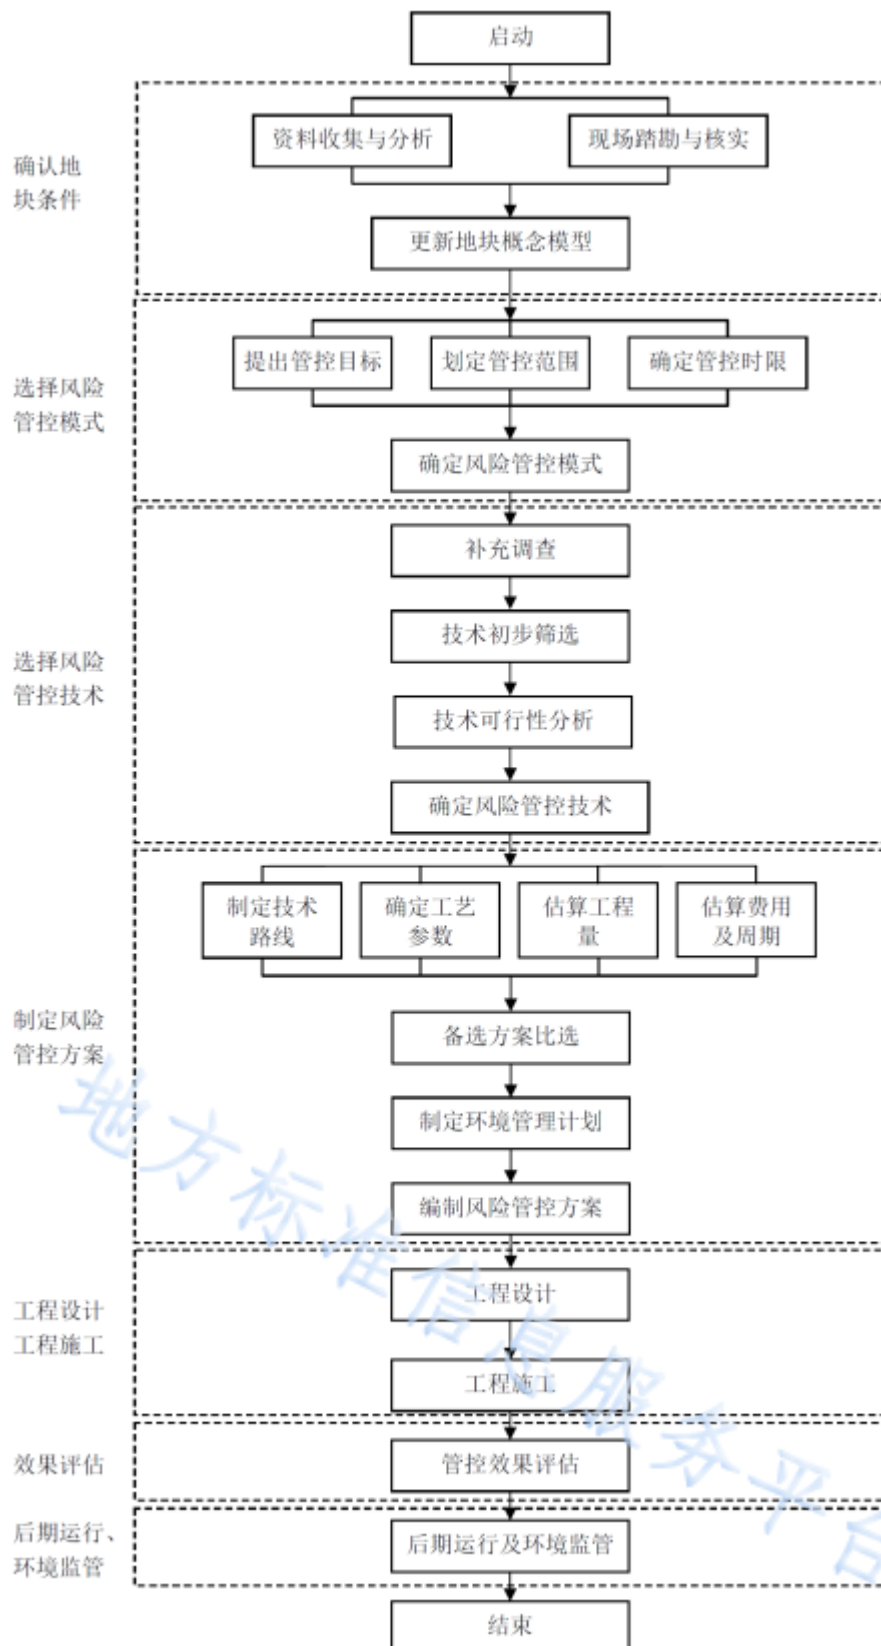 启动
确认地
块条件
资料收集与分析
现场踏勘与核实
更新地块概念模型
选择风险
管控模式
提出管控目标
划定管控范围
确定管控时限
确定风险管控模式
选择风险
管控技术
补充调查
技术初步筛选
技术可行性分析
确定风险管控技术
制定风险
管控方案
制定技术
路线
确定工艺
参数
估算工程
量
估算费用
及周期
备选方案比选
制定环境管理计划
编制风险管控方案
工程设计
工程施工
工程设计
工程施工
效果评估
管控效果评估
后期运行、
环境监管
后期运行及环境监管
结束
地方标准信息服务平台